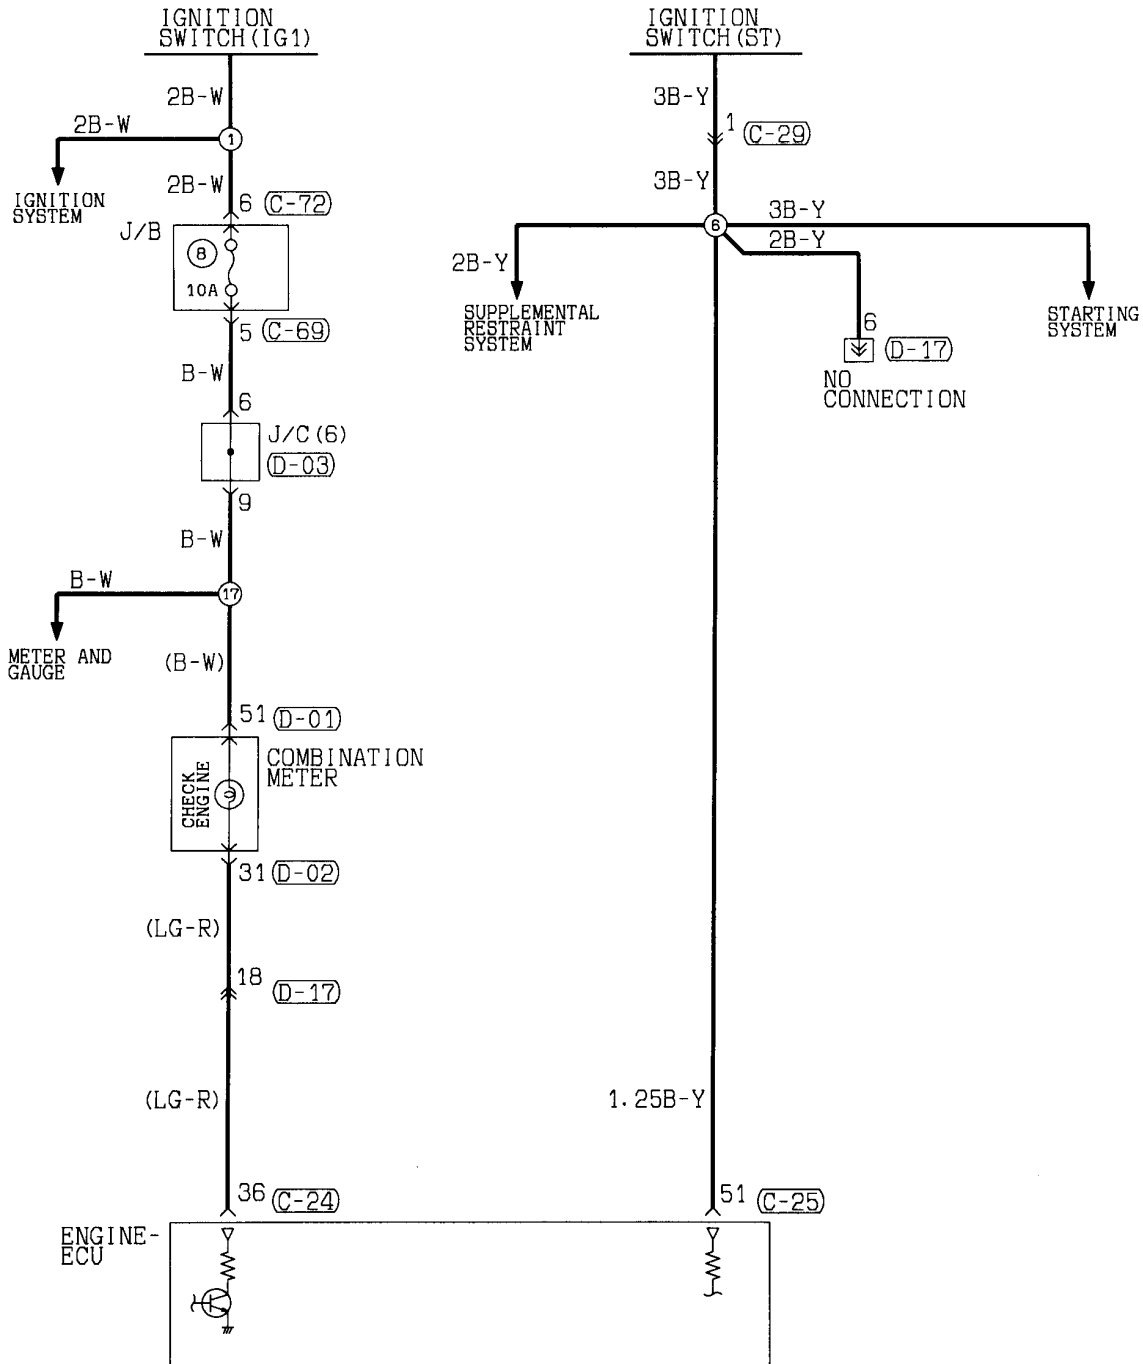 IGNITION
SWITCH(IG1)
IGNITION
SWITCH(ST)
2B-W
2B-W
1
2B-W
IGNITION
SYSTEM
3B-Y
1 (C-29)
3B-Y
6
3B-Y
2B-Y
2B-Y
6 (C-72)
J/B
8
10A
5 (C-69)
SUPPLEMENTAL
RESTRAINT
SYSTEM
STARTING
SYSTEM
6
(D-17)
NO
CONNECTION
B-W
6
J/C(6)
(D-03)
9
B-W
B-W
17
METER AND
GAUGE
(B-W)
51 (D-01)
CHECK
ENGINE
COMBINATION
METER
31 (D-02)
(LG-R)
18
(D-17)
(LG-R)
1.25B-Y
36 (C-24)
51 (C-25)
ENGINE-
ECU